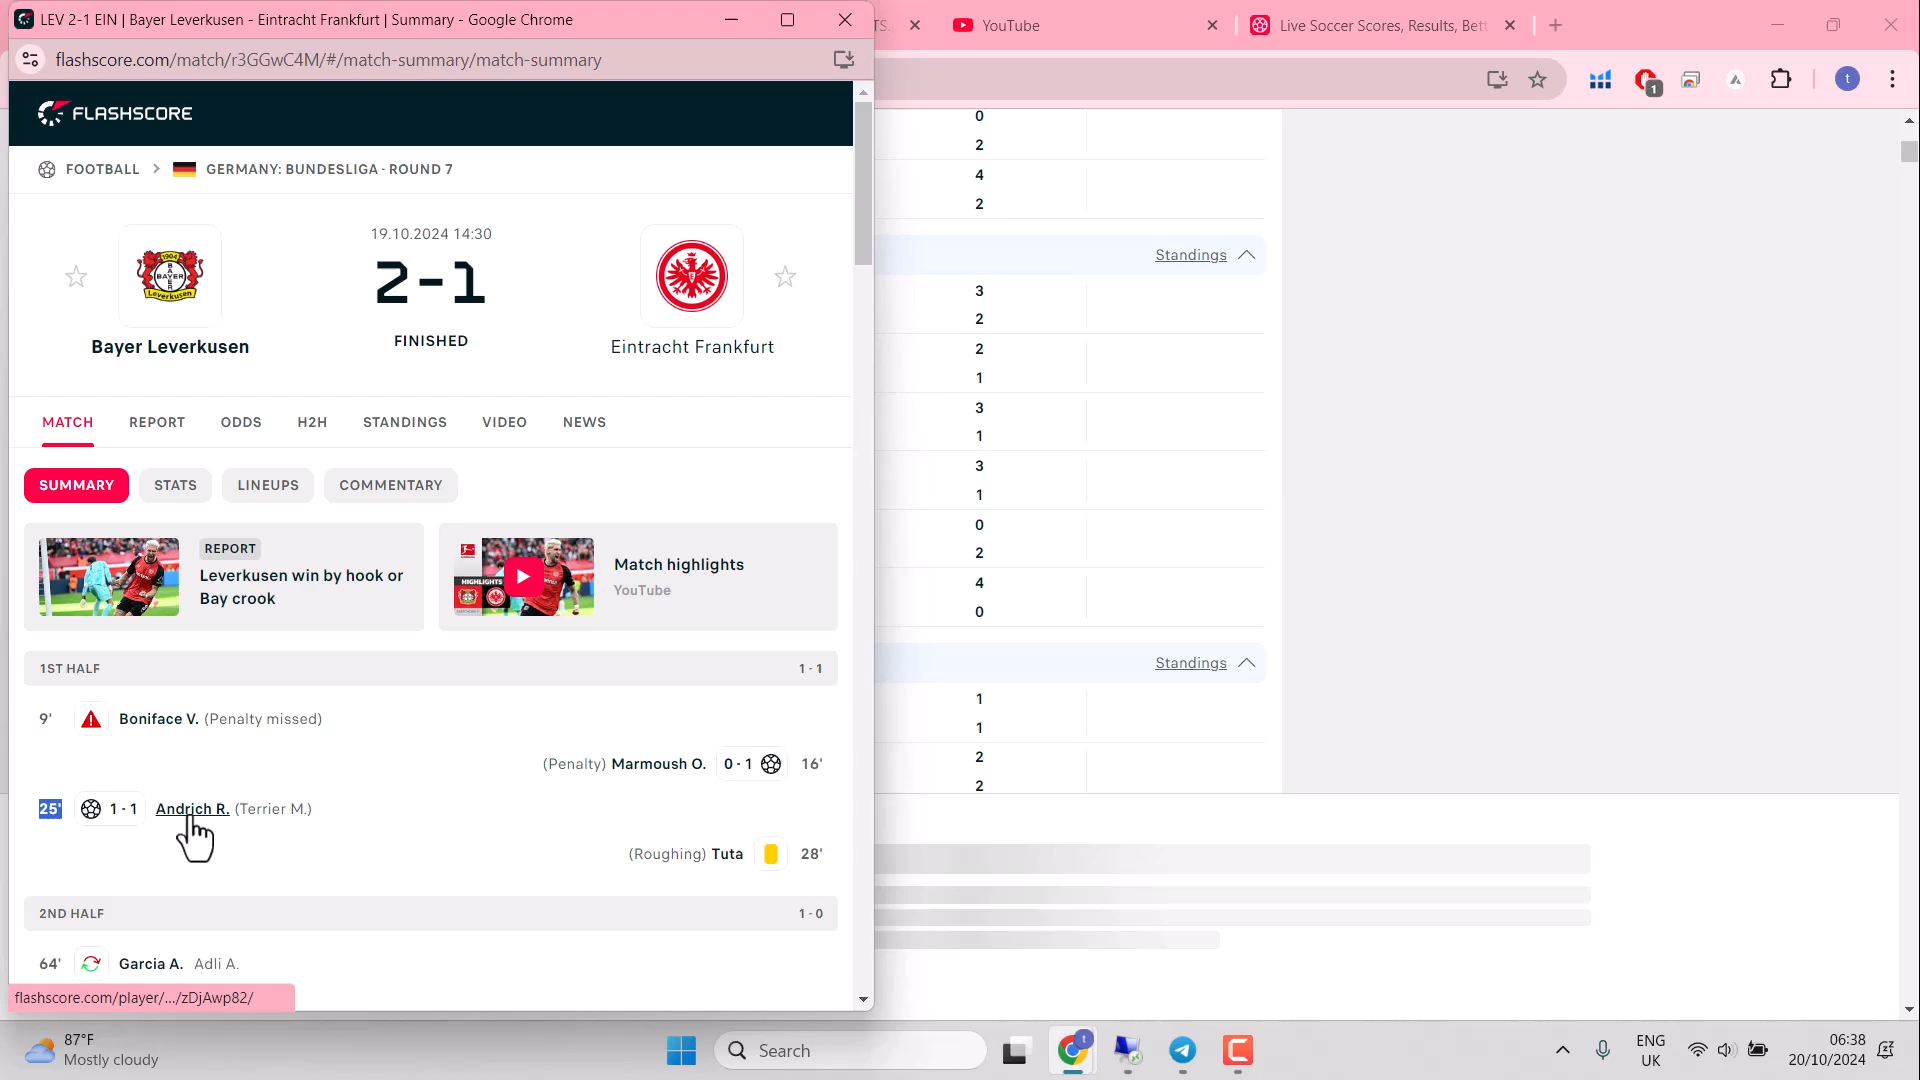 LEV 2-1 EIN | Bayer Leverkusen - Eintracht Frankfurt | Summary - Google Chrome
TS.
YouTube
Live Soccer Scores, Results, Bett
flashscore.com/match/r3GGwC4M/#/match-summary/match-summary
1
t
FLASHSCORE
FOOTBALL
GERMANY: BUNDESLIGA - ROUND 7
19.10.2024 14:30
2-1
FINISHED
Bayer Leverkusen
Eintracht Frankfurt
MATCH
REPORT
ODDS
H2H
STANDINGS
VIDEO
NEWS
SUMMARY
STATS
LINEUPS
COMMENTARY
REPORT
Leverkusen win by hook or
Bay crook
HIGHLIGHTS
Match highlights
YouTube
1ST HALF
1 - 1
9'
Boniface V. (Penalty missed)
(Penalty) Marmoush O.
0 - 1
16'
25'
1 - 1
Andrich R. (Terrier M.)
(Roughing) Tuta
28'
2ND HALF
1 - 0
64'
Garcia A. Adli A.
flashscore.com/player/.../zDjAwp82/
0
2
4
2
Standings
3
2
2
1
3
1
3
1
0
2
4
0
Standings
1
1
2
2
87°F
Mostly cloudy
Search
t
ENG
UK
06:38
20/10/2024